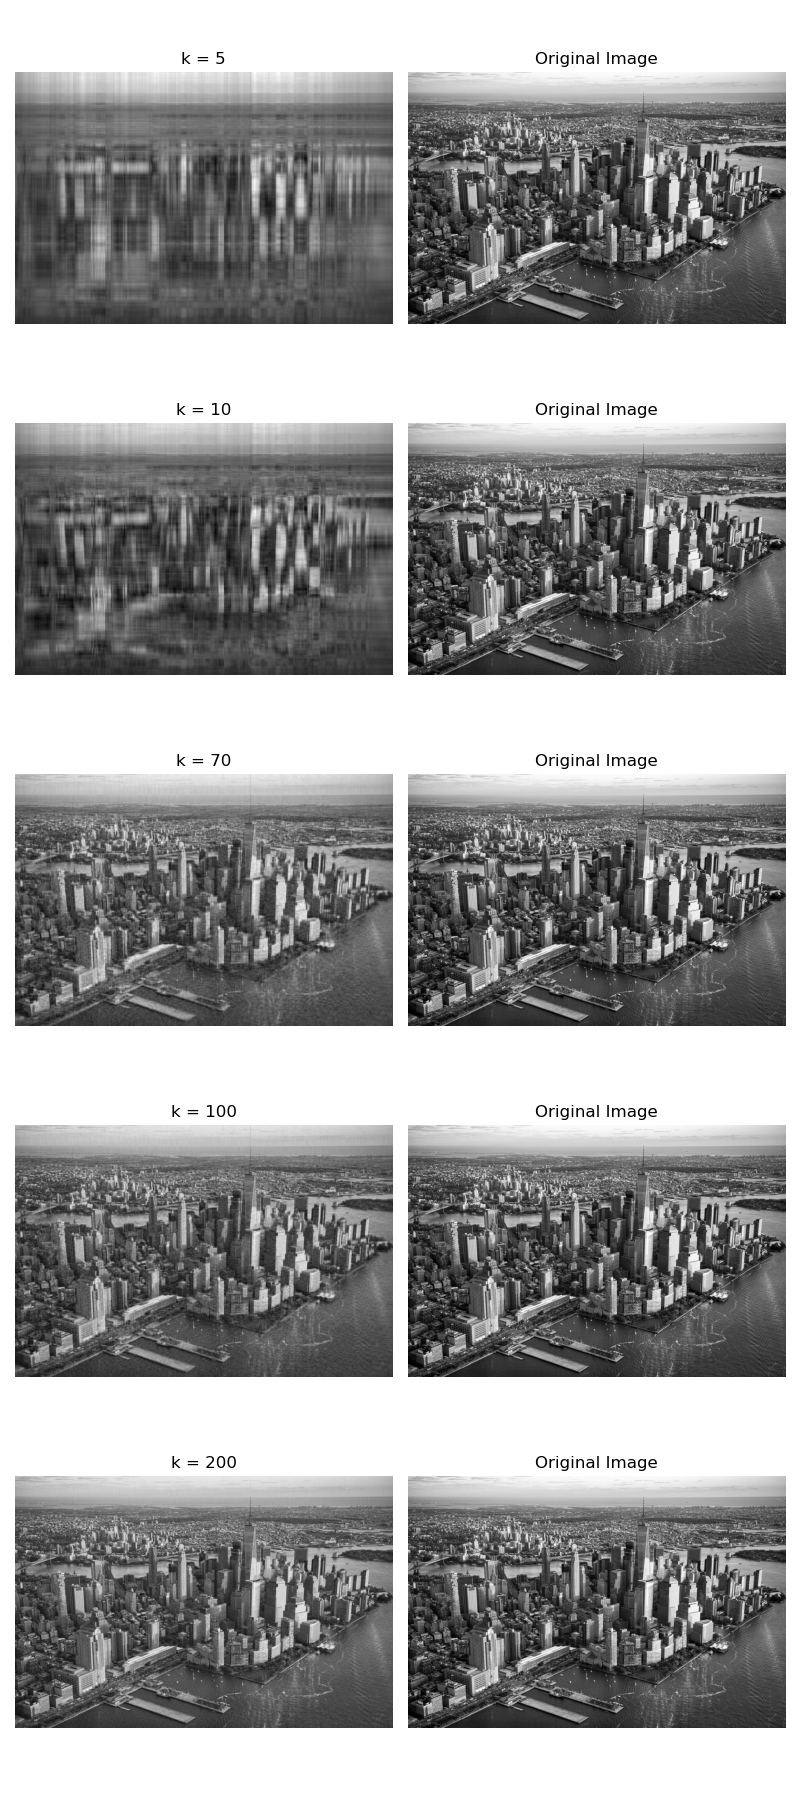 k = 5
Original Image
k = 10
Original Image
k = 70
Original Image
k = 100
Original Image
k = 200
Original Image